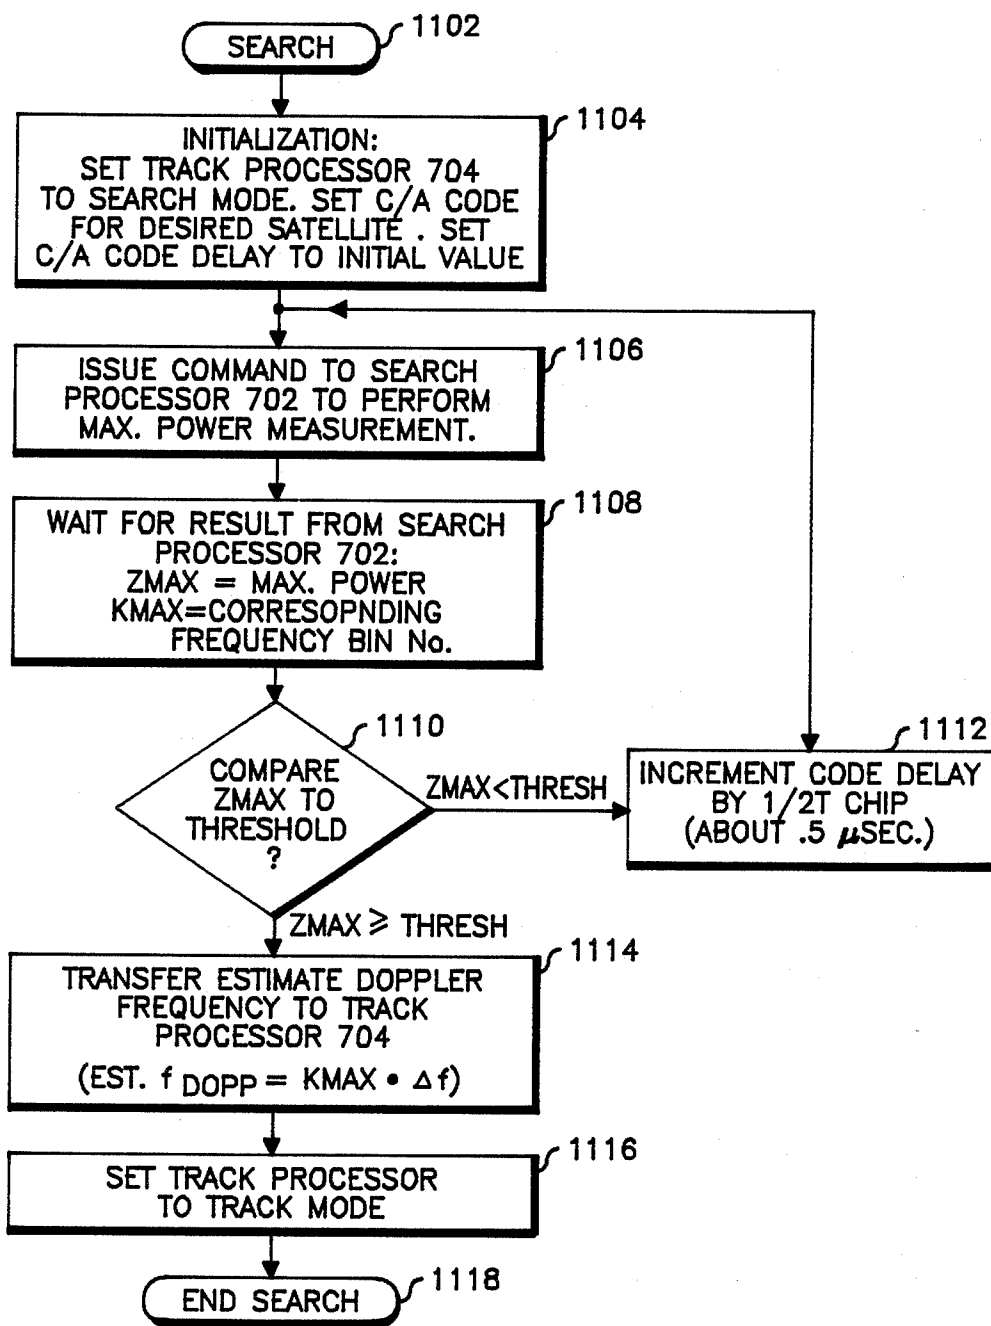 SEARCH
1102
1104
INITIALIZATION:
SET TRACK PROCESSOR 704
TO SEARCH MODE. SET C/A CODE
FOR DESIRED SATELLITE . SET
C/A CODE DELAY TO INITIAL VALUE
1106
ISSUE COMMAND TO SEARCH
PROCESSOR 702 TO PERFORM
MAX. POWER MEASUREMENT.
1108
WAIT FOR RESULT FROM SEARCH
PROCESSOR 702:
ZMAX = MAX. POWER
KMAX=CORRESOPNDING
FREQUENCY BIN No.
1110
COMPARE
ZMAX TO
THRESHOLD
?
ZMAX<THRESH
1112
INCREMENT CODE DELAY
BY 1/2T CHIP
(ABOUT .5 μSEC.)
ZMAX ⩾ THRESH
1114
TRANSFER ESTIMATE DOPPLER
FREQUENCY TO TRACK
PROCESSOR 704
(EST. f DOPP = KMAX • Δf)
1116
SET TRACK PROCESSOR
TO TRACK MODE
END SEARCH
1118